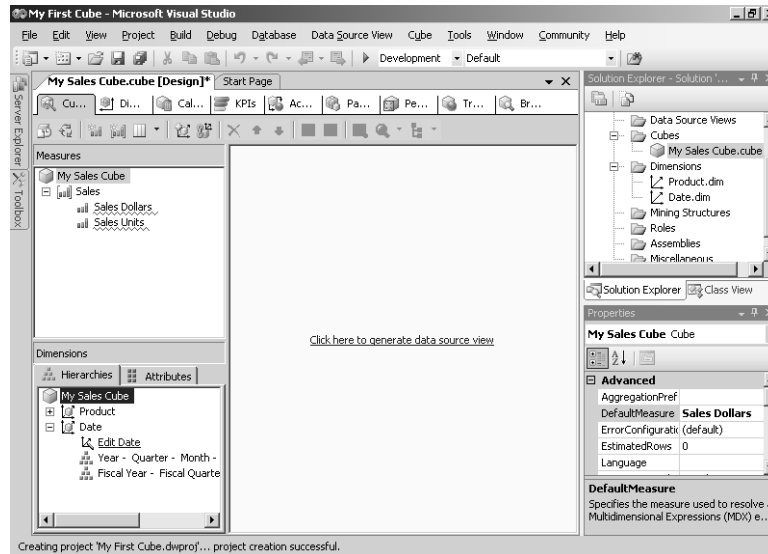 My First Cube - Microsoft Visual Studio
File Edit View Project Build Debug Database Data Source View Cube Tools Window Community Help
Development Default
Server Explorer
Toolbox
My Sales Cube.cube [Design]* Start Page
Cu... Di... Cal... KPIs Ac... Pa... Pe... Tr... Br...
Measures
My Sales Cube
Sales
Sales Dollars
Sales Units
Click here to generate data source view
Dimensions
Hierarchies Attributes
My Sales Cube
Product
Date
Edit Date
Year - Quarter - Month -
Fiscal Year - Fiscal Quarte
Solution Explorer - Solution '...
Data Source Views
Cubes
My Sales Cube.cube
Dimensions
Product.dim
Date.dim
Mining Structures
Roles
Assemblies
Miscellaneous
Solution Explorer Class View
Properties
My Sales Cube Cube
Advanced
AggregationPref
DefaultMeasure Sales Dollars
ErrorConfiguratic (default)
EstimatedRows 0
Language
DefaultMeasure
Specifies the measure used to resolve
Multidimensional Expressions (MDX) e...
Creating project 'My First Cube.dwproj'... project creation successful.